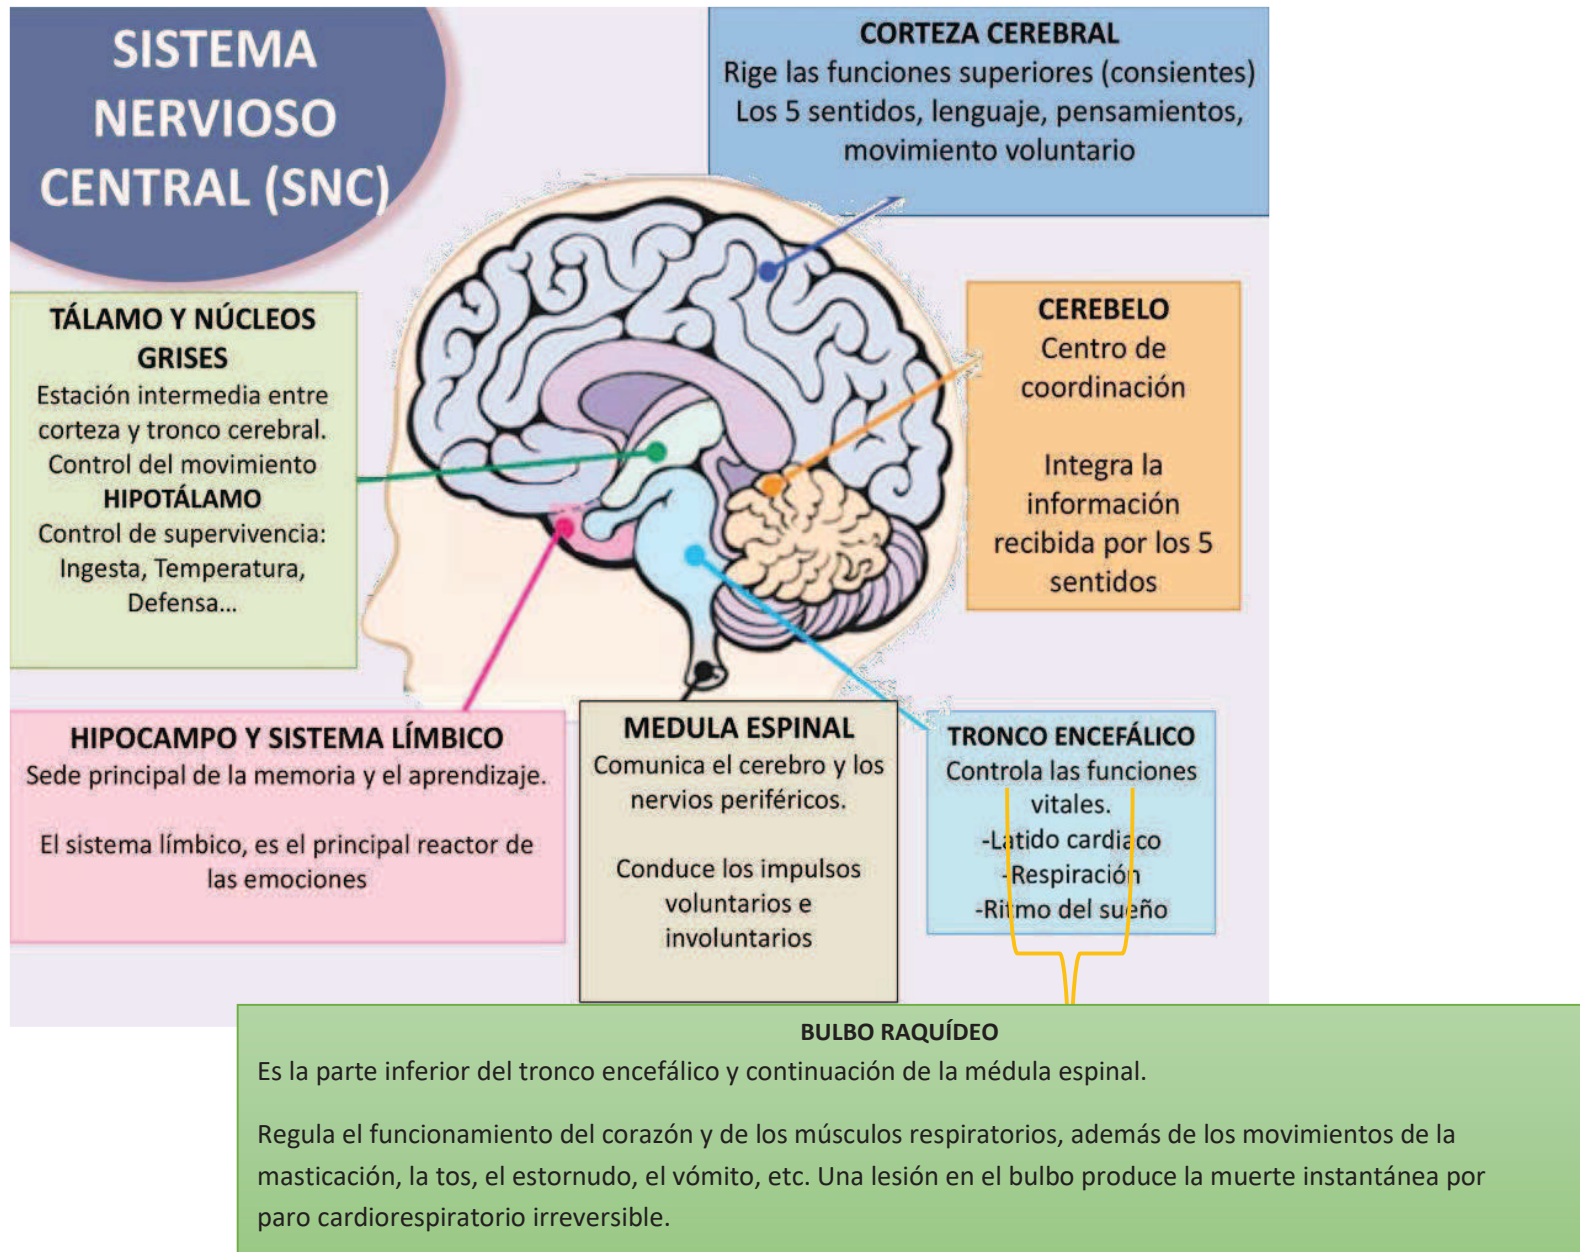 SISTEMA
NERVIOSO
CENTRAL (SNC)
CORTEZA CEREBRAL
Rige las funciones superiores (consientes)
Los 5 sentidos, lenguaje, pensamientos,
movimiento voluntario
TÁLAMO Y NÚCLEOS
GRISES
Estación intermedia entre
corteza y tronco cerebral.
Control del movimiento
HIPOTÁLAMO
Control de supervivencia:
Ingesta, Temperatura,
Defensa...
CEREBELO
Centro de
coordinación
Integra la
información
recibida por los 5
sentidos
HIPOCAMPO Y SISTEMA LÍMBICO
Sede principal de la memoria y el aprendizaje.
El sistema límbico, es el principal reactor de
las emociones
MEDULA ESPINAL
Comunica el cerebro y los
nervios periféricos.
Conduce los impulsos
voluntarios e
involuntarios
TRONCO ENCEFÁLICO
Controla las funciones
vitales.
-Latido cardiaco
-Respiración
-Ritmo del sueño
BULBO RAQUÍDEO
Es la parte inferior del tronco encefálico y continuación de la médula espinal.
Regula el funcionamiento del corazón y de los músculos respiratorios, además de los movimientos de la
masticación, la tos, el estornudo, el vómito, etc. Una lesión en el bulbo produce la muerte instantánea por
paro cardiorespiratorio irreversible.